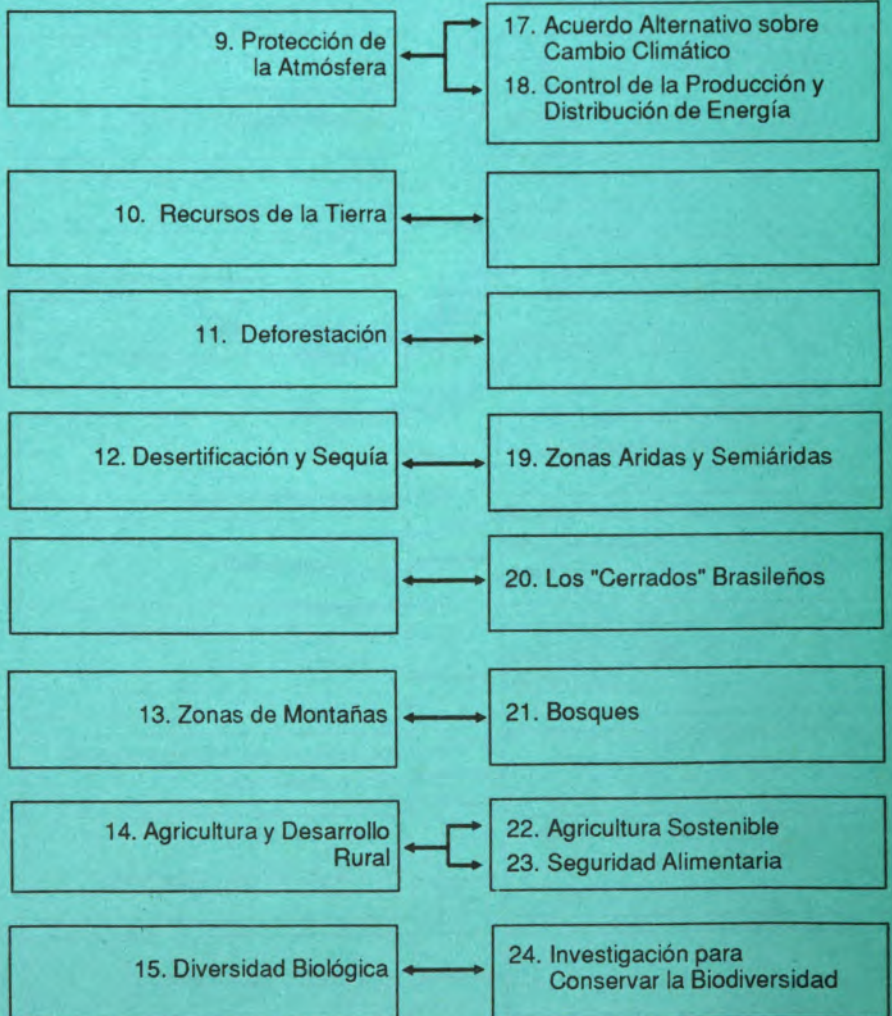 9. Protección de
la Atmósfera
17. Acuerdo Alternativo sobre
Cambio Climático
18. Control de la Producción y
Distribución de Energía
10. Recursos de la Tierra
11. Deforestación
12. Desertificación y Sequía
19. Zonas Aridas y Semiáridas
20. Los "Cerrados" Brasileños
13. Zonas de Montañas
21. Bosques
14. Agricultura y Desarrollo
Rural
22. Agricultura Sostenible
23. Seguridad Alimentaria
15. Diversidad Biológica
24. Investigación para
Conservar la Biodiversidad